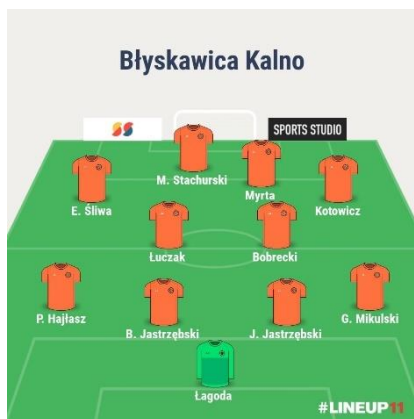 Błyskawica Kalno
SPORTS STUDIO
M. Stachurski
Myrta
E. Śliwa
Kotowicz
Łuczak
Bobrecki
P. Hajłasz
B. Jastrzębski
J. Jastrzębski
G. Mikulski
Łagoda
#LINEUP11